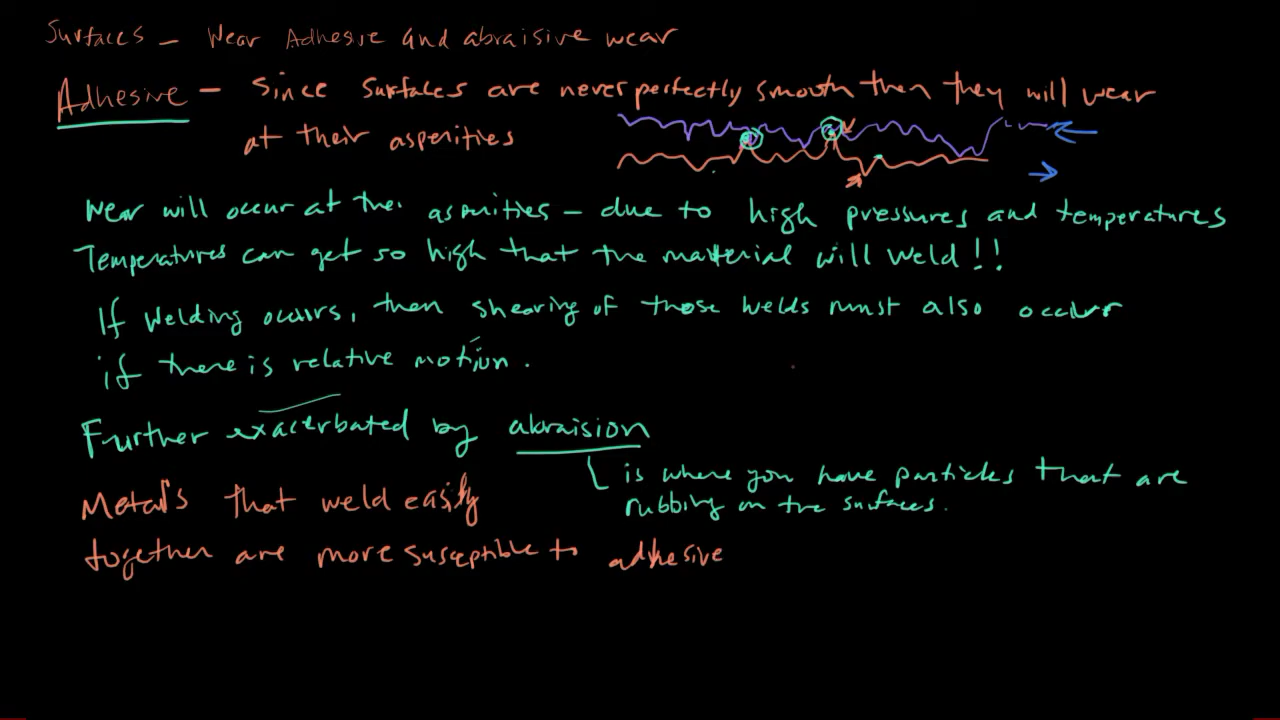 Surfaces - Wear Adhesive and abraisive wear
Adhesive - Since surfaces are never perfectly smooth then they will wear
at their asperities
Wear will occur at the asperities - due to high pressures and temperatures
Temperatures can get so high that the material will weld!!
If welding occurs, then shearing of those welds must also occur
if there is relative motion.
Further exacerbated by abraision
is where you have particles that are
rubbing on the surfaces.
Metals that weld easily
together are more susceptible to adhesive